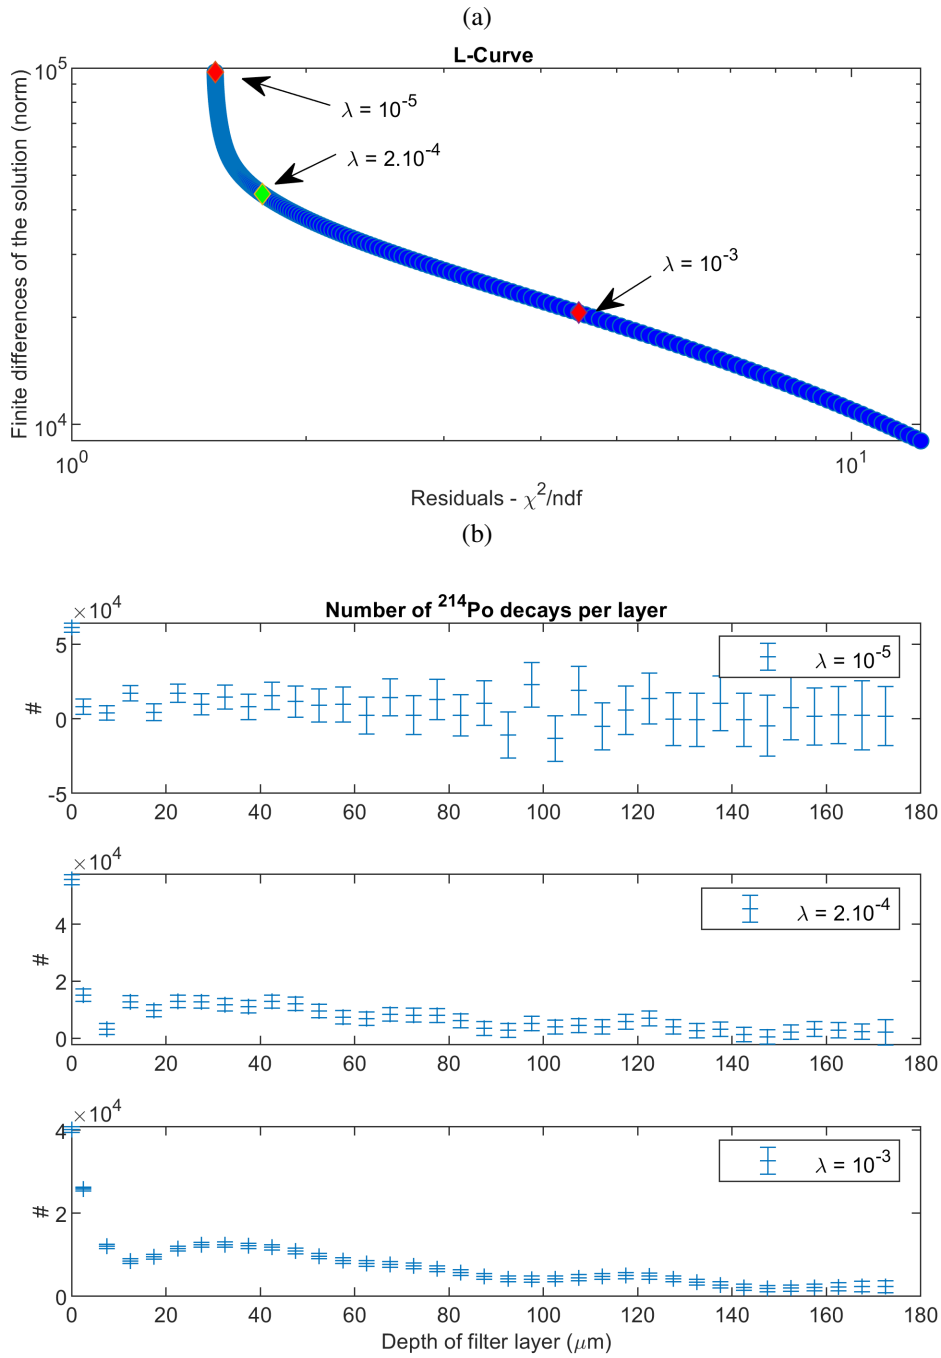 (a)
L-Curve
Finite differences of the solution (norm)
10^5
10^4
λ = 10^-5
λ = 2.10^-4
λ = 10^-3
10^0
10^1
Residuals - χ^2/ndf
(b)
Number of ^214Po decays per layer
×10^4
#
5
0
-5
λ = 10^-5
0 20 40 60 80 100 120 140 160 180
×10^4
#
4
2
0
λ = 2.10^-4
0 20 40 60 80 100 120 140 160 180
×10^4
#
4
2
0
λ = 10^-3
0 20 40 60 80 100 120 140 160 180
Depth of filter layer (μm)